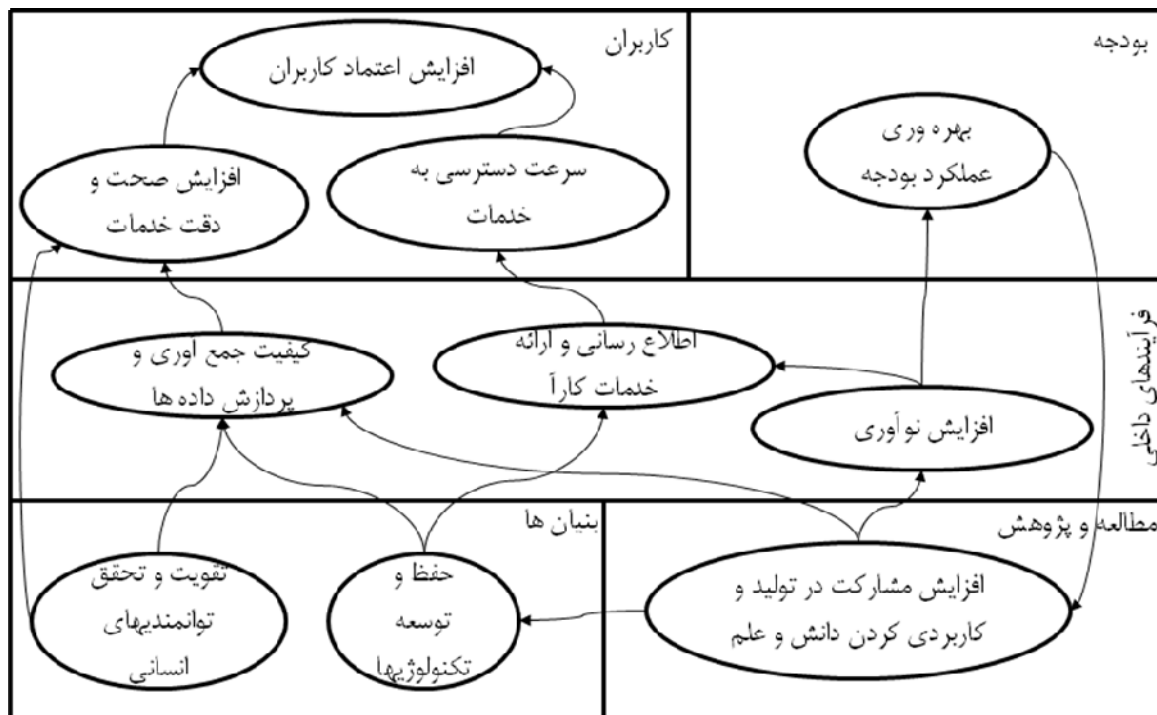 بودجه
بهره وری
عملکرد بودجه
کاربران
افزایش اعتماد کاربران
سرعت دسترسی به
خدمات
افزایش صحت و
دقت خدمات
فرآیندهای داخلی
افزایش نوآوری
اطلاع رسانی و ارائه
خدمات کارآ
کیفیت جمع آوری و
پردازش داده ها
مطالعه و پژوهش
افزایش مشارکت در تولید و
کاربردی کردن دانش و علم
بنیان ها
حفظ و
توسعه
تکنولوژیها
تقویت و تحقق
توانمندیهای
انسانی